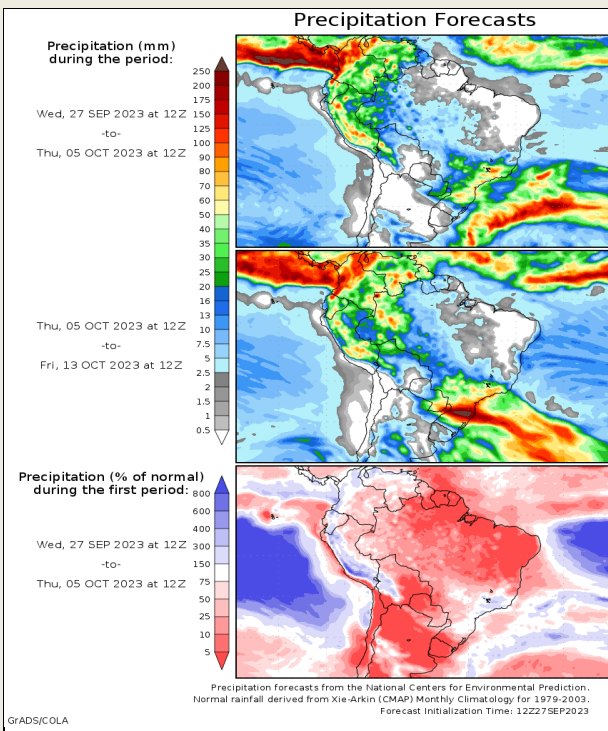 Precipitation Forecasts
Precipitation (mm)
during the period:
Wed, 27 SEP 2023 at 12Z
-to-
Thu, 05 OCT 2023 at 12Z
250
200
175
150
125
100
90
80
70
60
50
40
35
30
25
20
16
13
10
7.5
5
2.5
2
1.5
1
0.5
Thu, 05 OCT 2023 at 12Z
-to-
Fri, 13 OCT 2023 at 12Z
Precipitation (% of normal)
during the first period:
Wed, 27 SEP 2023 at 12Z
-to-
Thu, 05 OCT 2023 at 12Z
800
600
400
300
150
75
50
25
10
5
Precipitation forecasts from the National Centers for Environmental Prediction.
Normal rainfall derived from Xie-Arkin (CMAP) Monthly Climatology for 1979-2003.
Forecast Initialization Time: 12Z27SEP2023
GrADS/COLA